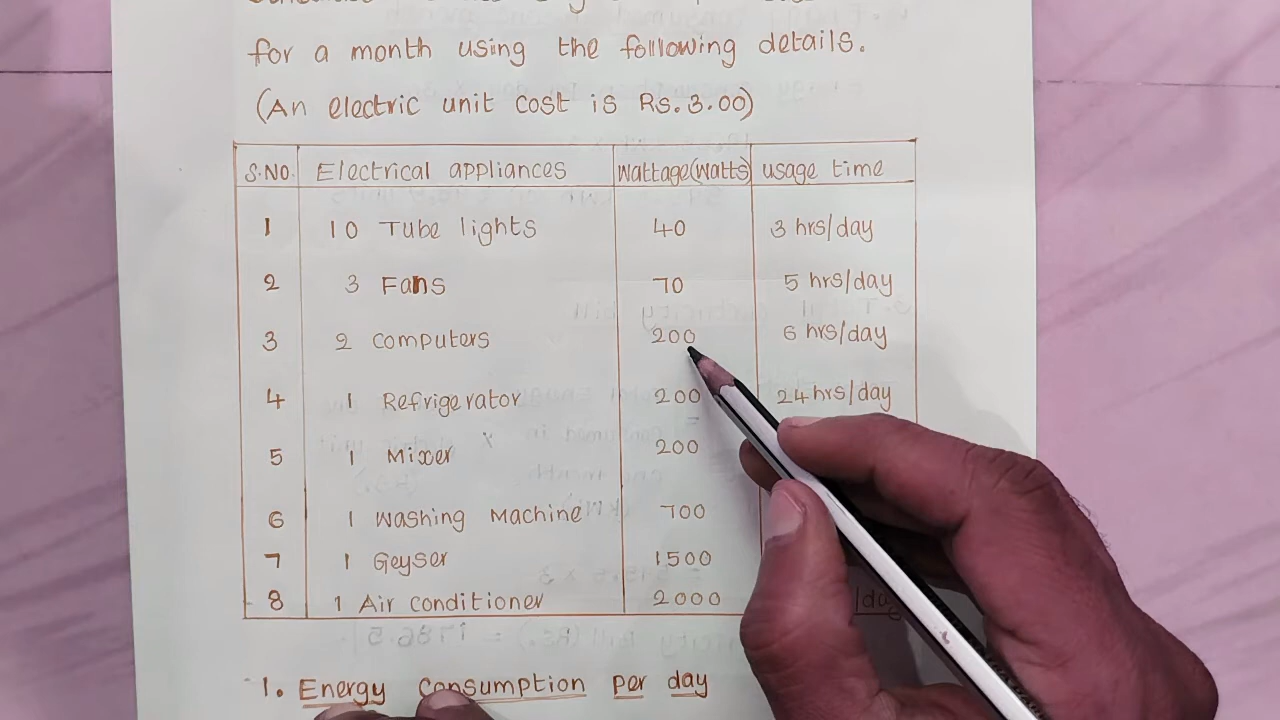 for a month using the following details.
(An electric unit cost is Rs.3.00)
S.NO. Electrical appliances Wattage(Watts) usage time
1 10 Tube lights 40 3 hrs/day
2 3 Fans 70 5 hrs/day
3 2 Computers 200 6 hrs/day
4 1 Refrigerator 200 24hrs/day
5 1 Mixer 200
6 1 Washing Machine 700
7 1 Geyser 1500
8 1 Air conditioner 2000 /day
1. Energy consumption per day